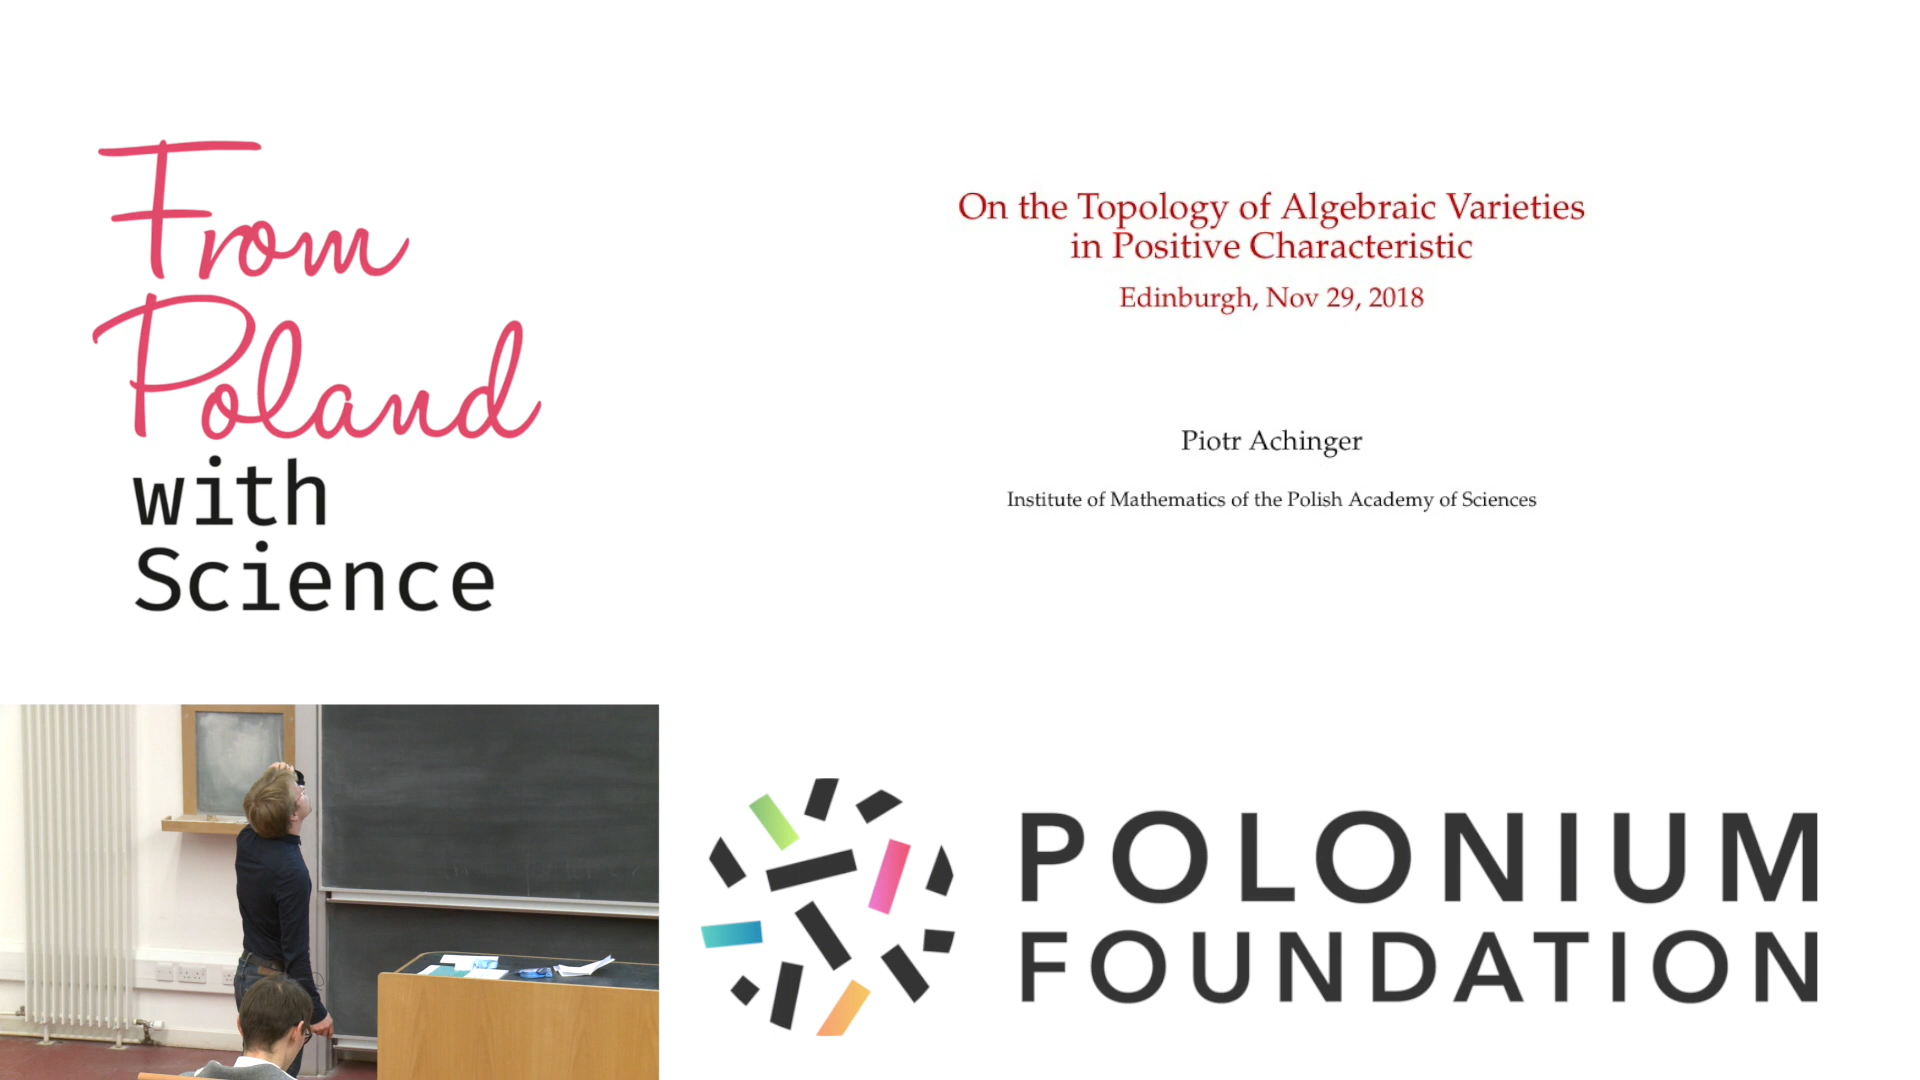 From
Poland
with
Science
On the Topology of Algebraic Varieties
in Positive Characteristic
Edinburgh, Nov 29, 2018
Piotr Achinger
Institute of Mathematics of the Polish Academy of Sciences
POLONIUM
FOUNDATION